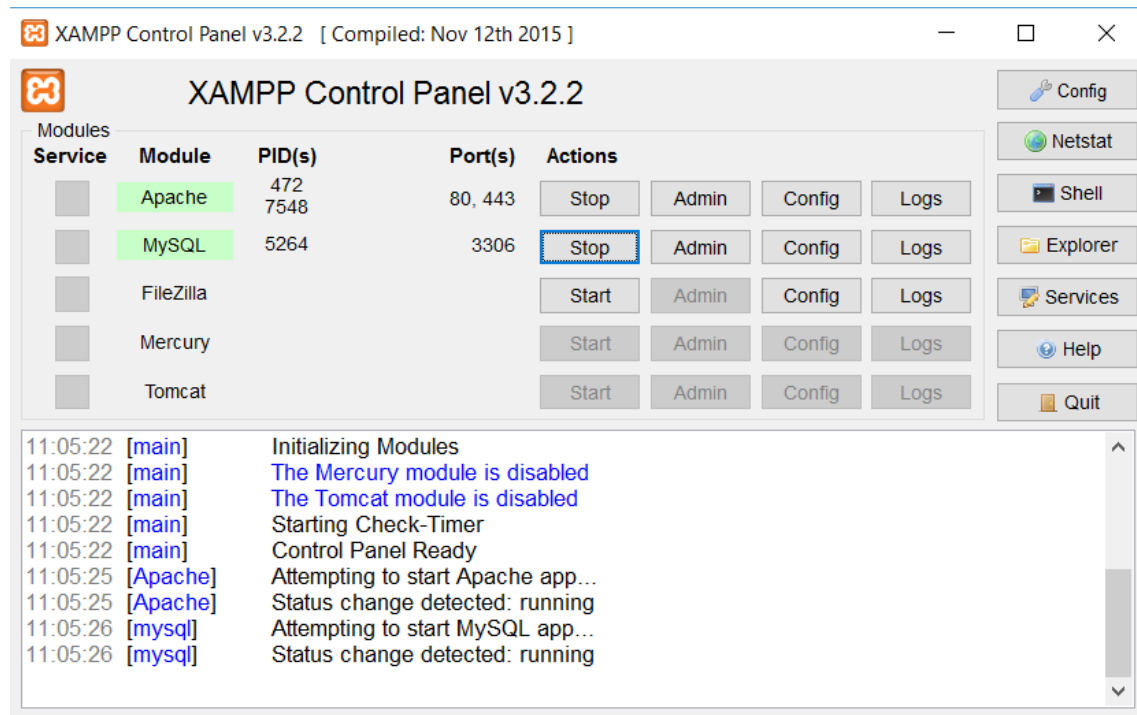 XAMPP Control Panel v3.2.2 [ Compiled: Nov 12th 2015 ]
XAMPP Control Panel v3.2.2
Config
Modules
Netstat
Service Module PID(s) Port(s) Actions
Apache 472 7548 80, 443 Stop Admin Config Logs
Shell
MySQL 5264 3306 Stop Admin Config Logs
Explorer
FileZilla Start Admin Config Logs
Services
Mercury Start Admin Config Logs
Help
Tomcat Start Admin Config Logs
Quit
11:05:22 [main] Initializing Modules
11:05:22 [main] The Mercury module is disabled
11:05:22 [main] The Tomcat module is disabled
11:05:22 [main] Starting Check-Timer
11:05:22 [main] Control Panel Ready
11:05:25 [Apache] Attempting to start Apache app...
11:05:25 [Apache] Status change detected: running
11:05:26 [mysql] Attempting to start MySQL app...
11:05:26 [mysql] Status change detected: running